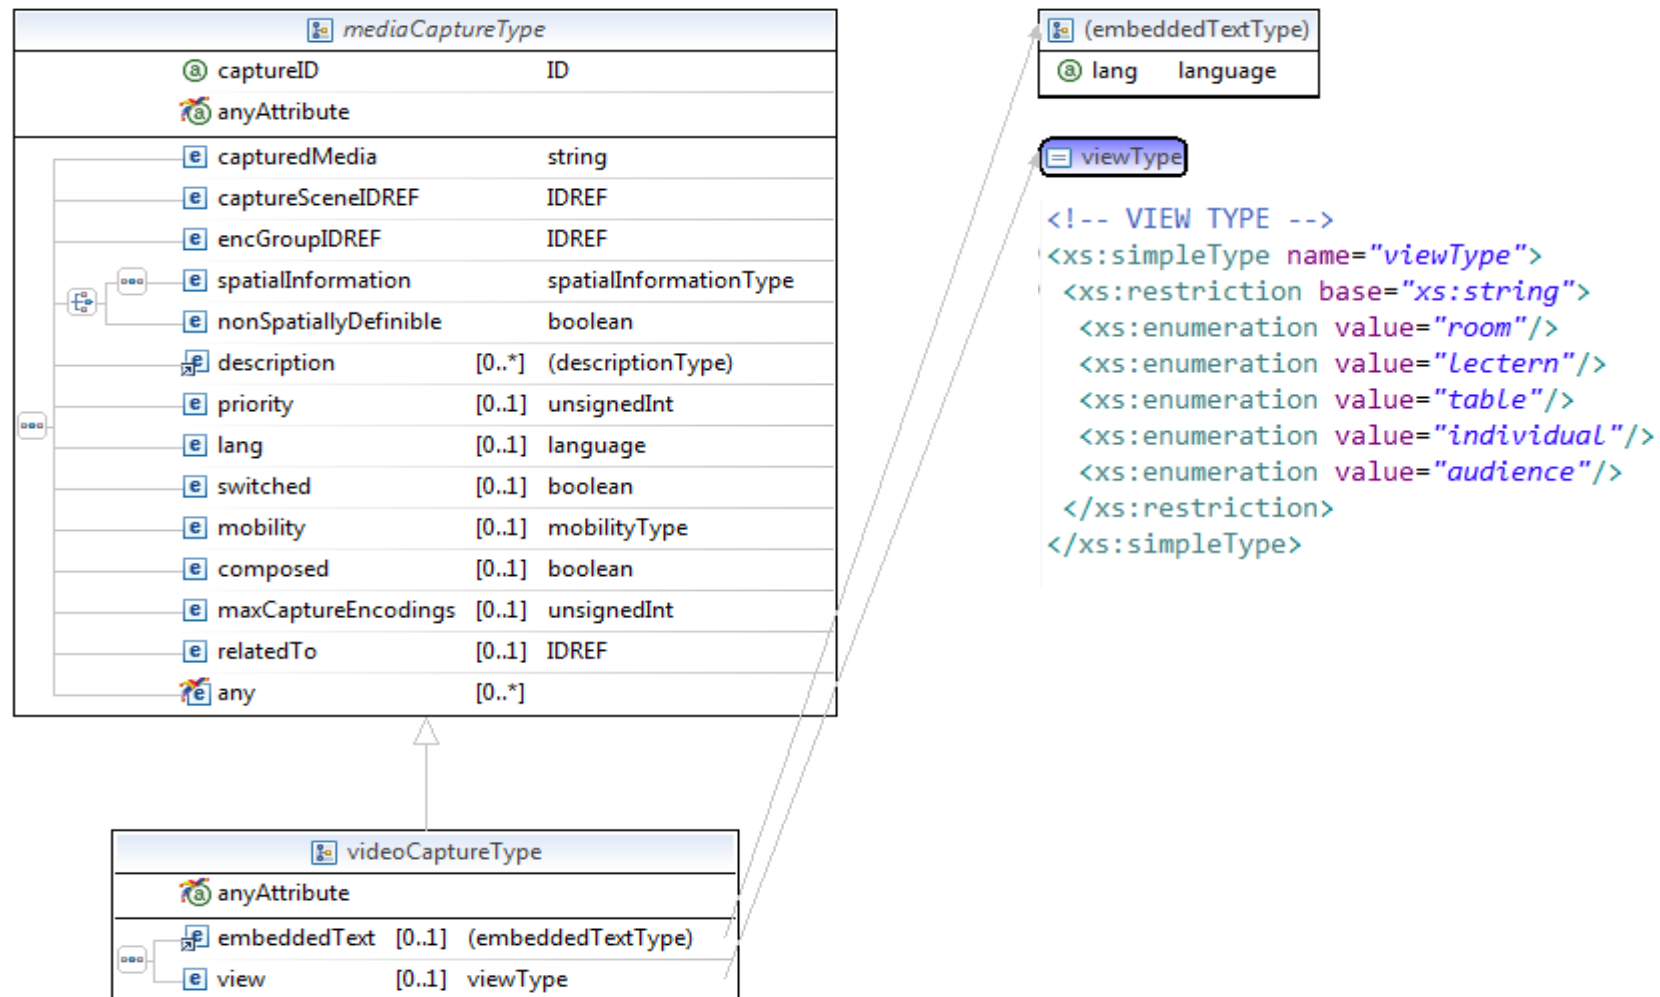 mediaCaptureType
captureID ID
anyAttribute
capturedMedia string
captureSceneIDREF IDREF
encGroupIDREF IDREF
spatialInformation spatialInformationType
nonSpatiallyDefinible boolean
description [0..*] (descriptionType)
priority [0..1] unsignedInt
lang [0..1] language
switched [0..1] boolean
mobility [0..1] mobilityType
composed [0..1] boolean
maxCaptureEncodings [0..1] unsignedInt
relatedTo [0..1] IDREF
any [0..*]
videoCaptureType
anyAttribute
embeddedText [0..1] (embeddedTextType)
view [0..1] viewType
(embeddedTextType)
lang language
viewType
<!-- VIEW TYPE -->
<xs:simpleType name="viewType">
<xs:restriction base="xs:string">
<xs:enumeration value="room"/>
<xs:enumeration value="lectern"/>
<xs:enumeration value="table"/>
<xs:enumeration value="individual"/>
<xs:enumeration value="audience"/>
</xs:restriction>
</xs:simpleType>